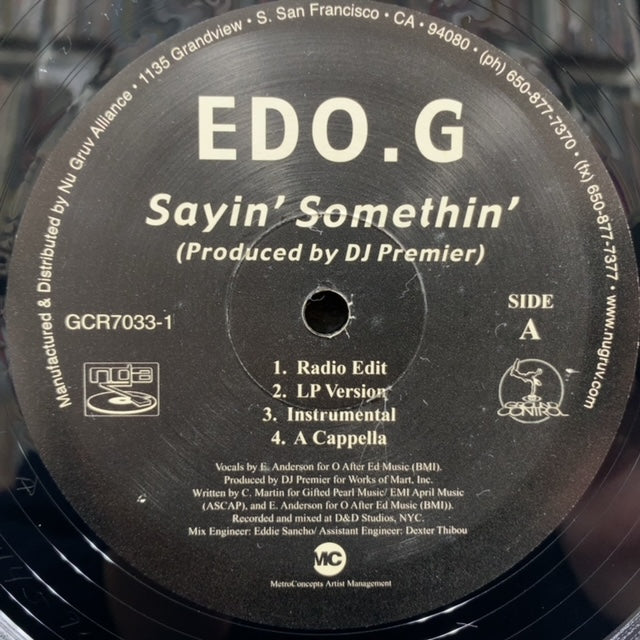 Manufactured & Distributed by Nu Gruv Alliance • 1135 Grandview • S. San Francisco • CA • 94080 • (ph) 650-877-7370 • (fx) 650-877-7377 • www.nugruv.com
EDO.G
Sayin' Somethin'
(Produced by DJ Premier)
GCR7033-1
SIDE
A
1. Radio Edit
2. LP Version
3. Instrumental
4. A Cappella
Vocals by E. Anderson for O After Ed Music (BMI).
Produced by DJ Premier for Works of Mart, Inc.
Written by C. Martin for Gifted Pearl Music/ EMI April Music
(ASCAP), and E. Anderson for O After Ed Music (BMI)).
Recorded and mixed at D&D Studios, NYC.
Mix Engineer: Eddie Sancho/ Assistant Engineer: Dexter Thibou
MC
MetroConcepts Artist Management